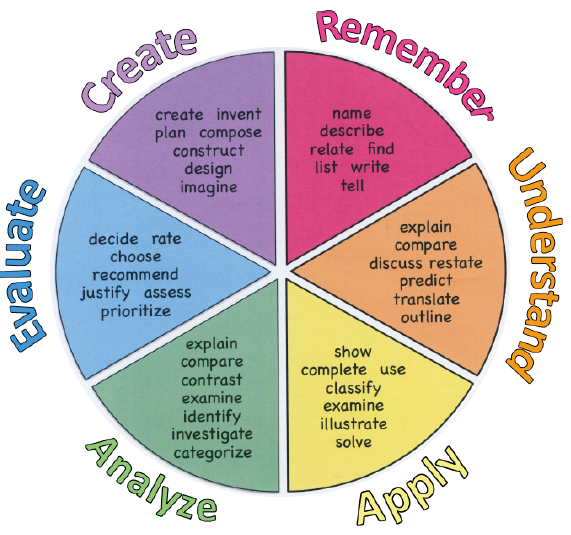 Remember
name
describe
relate find
list write
tell
Understand
explain
compare
discuss restate
predict
translate
outline
Apply
show
complete use
classify
examine
illustrate
solve
Analyze
explain
compare
contrast
examine
identify
investigate
categorize
Evaluate
decide rate
choose
recommend
justify assess
prioritize
Create
create invent
plan compose
construct
design
imagine